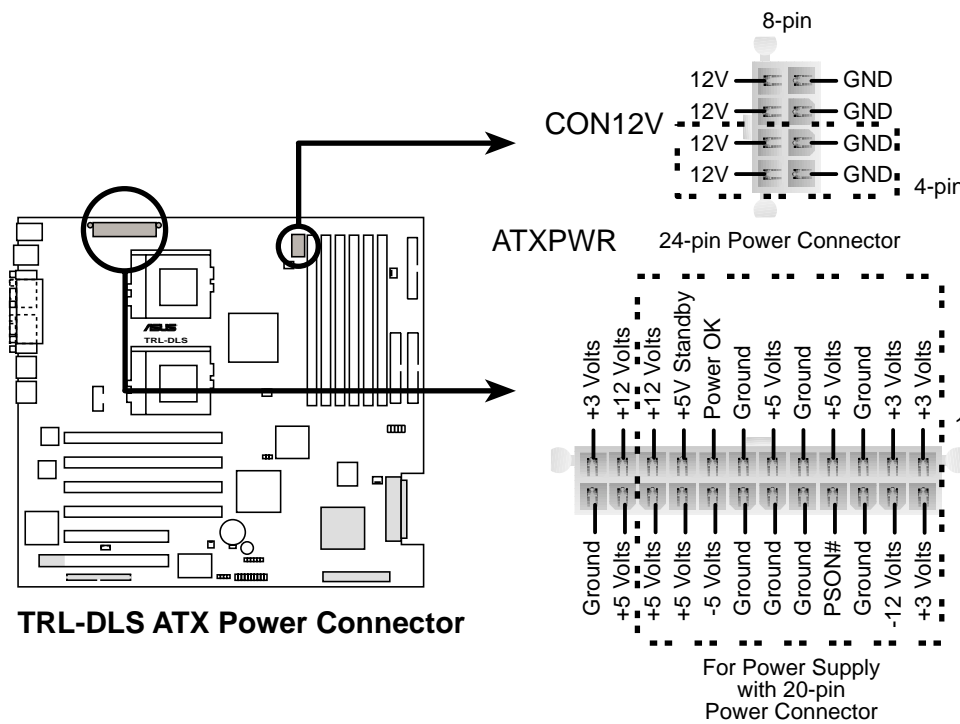 8-pin
12V GND
12V GND
CON12V
12V GND
12V GND
4-pin
ATXPWR
24-pin Power Connector
+3 Volts
+12 Volts
+12 Volts
+5V Standby
Power OK
Ground
+5 Volts
Ground
+5 Volts
Ground
+3 Volts
+3 Volts
Ground
+5 Volts
+5 Volts
+5 Volts
-5 Volts
Ground
Ground
Ground
PSON#
Ground
-12 Volts
+3 Volts
ASUS
TRL-DLS
TRL-DLS ATX Power Connector
For Power Supply
with 20-pin
Power Connector